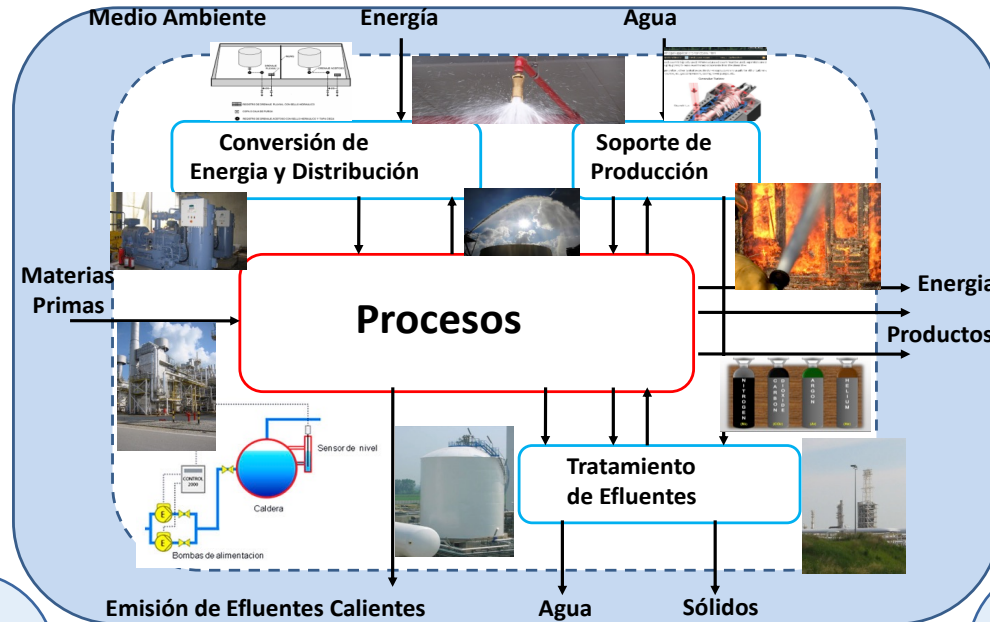 Medio Ambiente
Energía
Agua
Conversión de
Energia y Distribución
Soporte de
Producción
Materias
Primas
Procesos
Energia
Productos
NITROGEN
CARBON
DIOXIDE
ARGON
HELIUM
Sensor de nivel
CONTROL
2000
Caldera
E
E
Bombas de alimentacion
Tratamiento
de Efluentes
Emisión de Efluentes Calientes
Agua
Sólidos